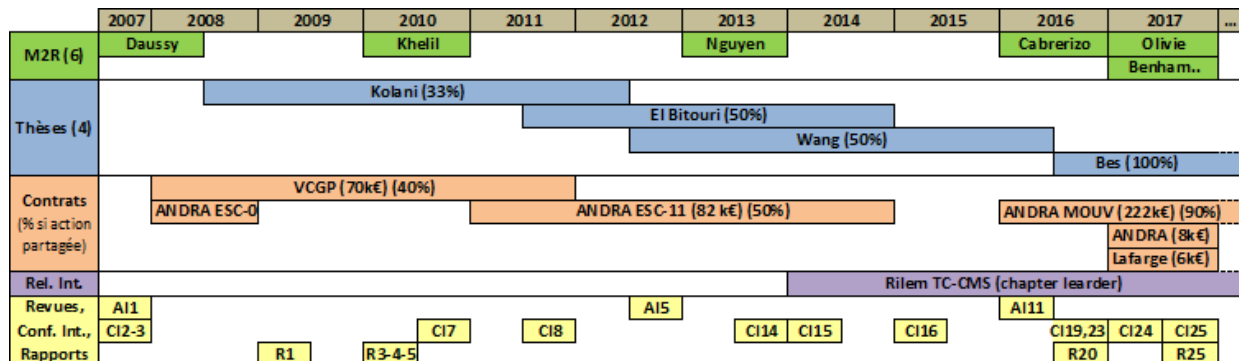 2007 2008 2009 2010 2011 2012 2013 2014 2015 2016 2017 ...
M2R (6) Daussy Khelil Nguyen Cabrerizo Olivie
Benham..
Thèses (4) Kolani (33%)
El Bitouri (50%)
Wang (50%)
Bes (100%)
Contrats
(% si action
partagée)
VCGP (70k€) (40%)
ANDRA ESC-0 ANDRA ESC-11 (82 k€) (50%) ANDRA MOUV (222k€) (90%)
ANDRA (8k€)
Lafarge (6k€)
Rel. Int. Rilem TC-CMS (chapter learder)
Revues, AI1 AI5 AI11
Conf. Int., CI2-3 CI7 CI8 CI14 CI15 CI16 CI19,23 CI24 CI25
Rapports R1 R3-4-5 R20 R25